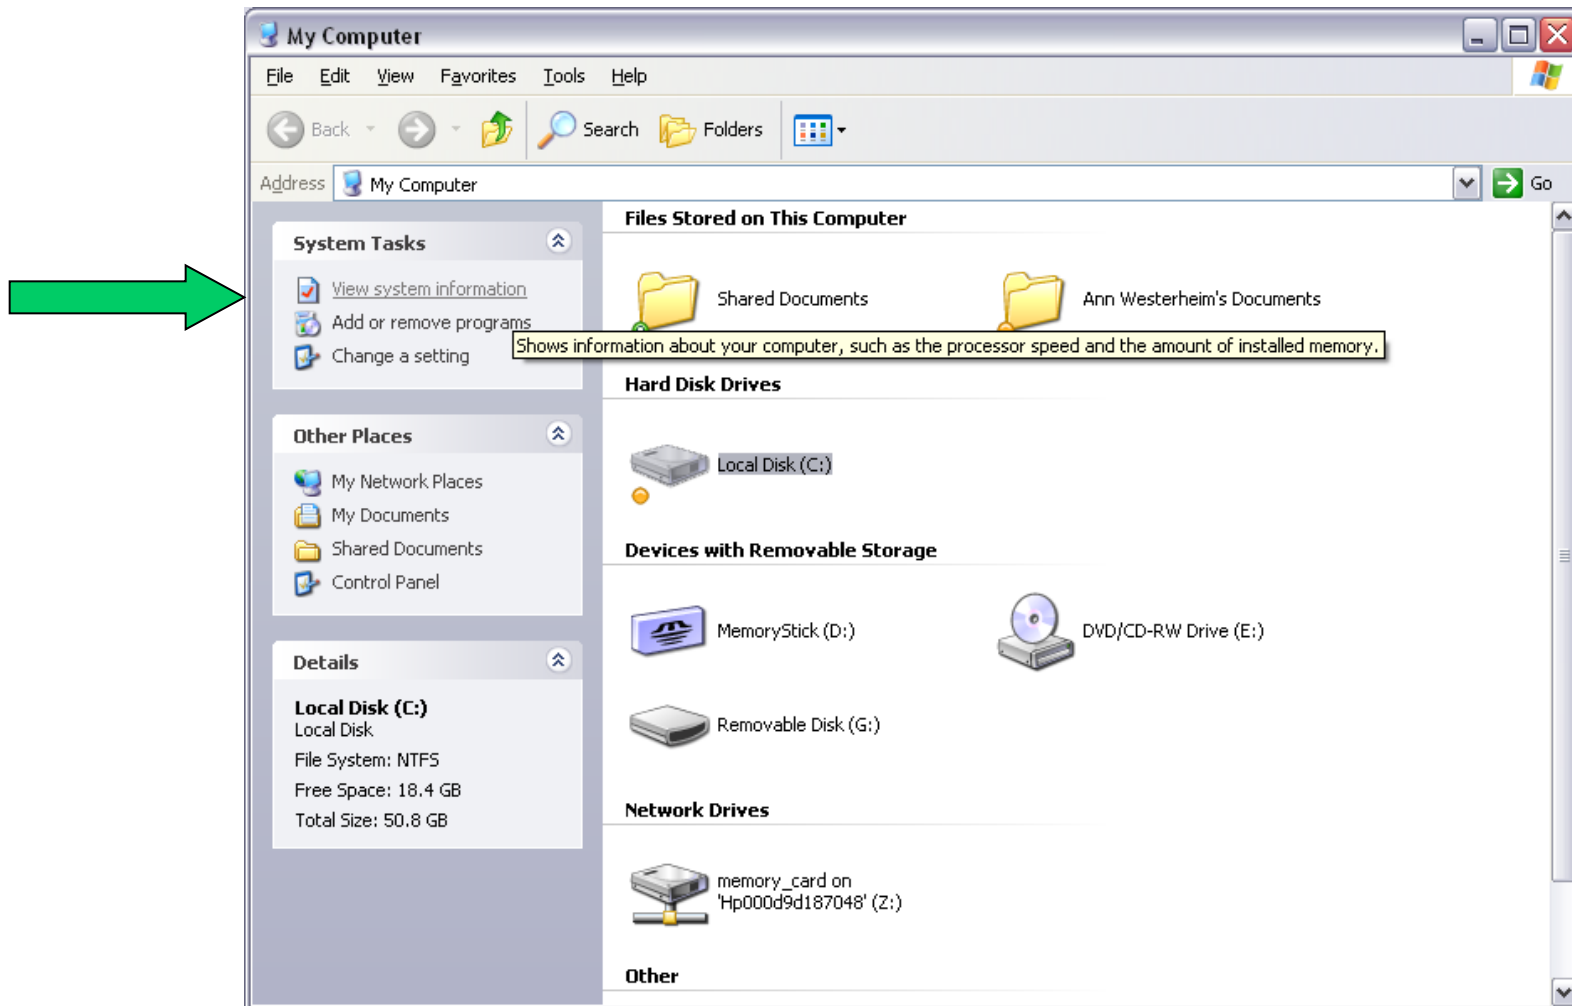 My Computer
File Edit View Favorites Tools Help
Back Search Folders
Address My Computer Go
System Tasks
View system information
Add or remove programs
Change a setting
Other Places
My Network Places
My Documents
Shared Documents
Control Panel
Details
Local Disk (C:)
Local Disk
File System: NTFS
Free Space: 18.4 GB
Total Size: 50.8 GB
Files Stored on This Computer
Shared Documents
Ann Westerheim's Documents
Shows information about your computer, such as the processor speed and the amount of installed memory.
Hard Disk Drives
Local Disk (C:)
Devices with Removable Storage
MemoryStick (D:)
DVD/CD-RW Drive (E:)
Removable Disk (G:)
Network Drives
memory_card on
'Hp000d9d187048' (Z:)
Other